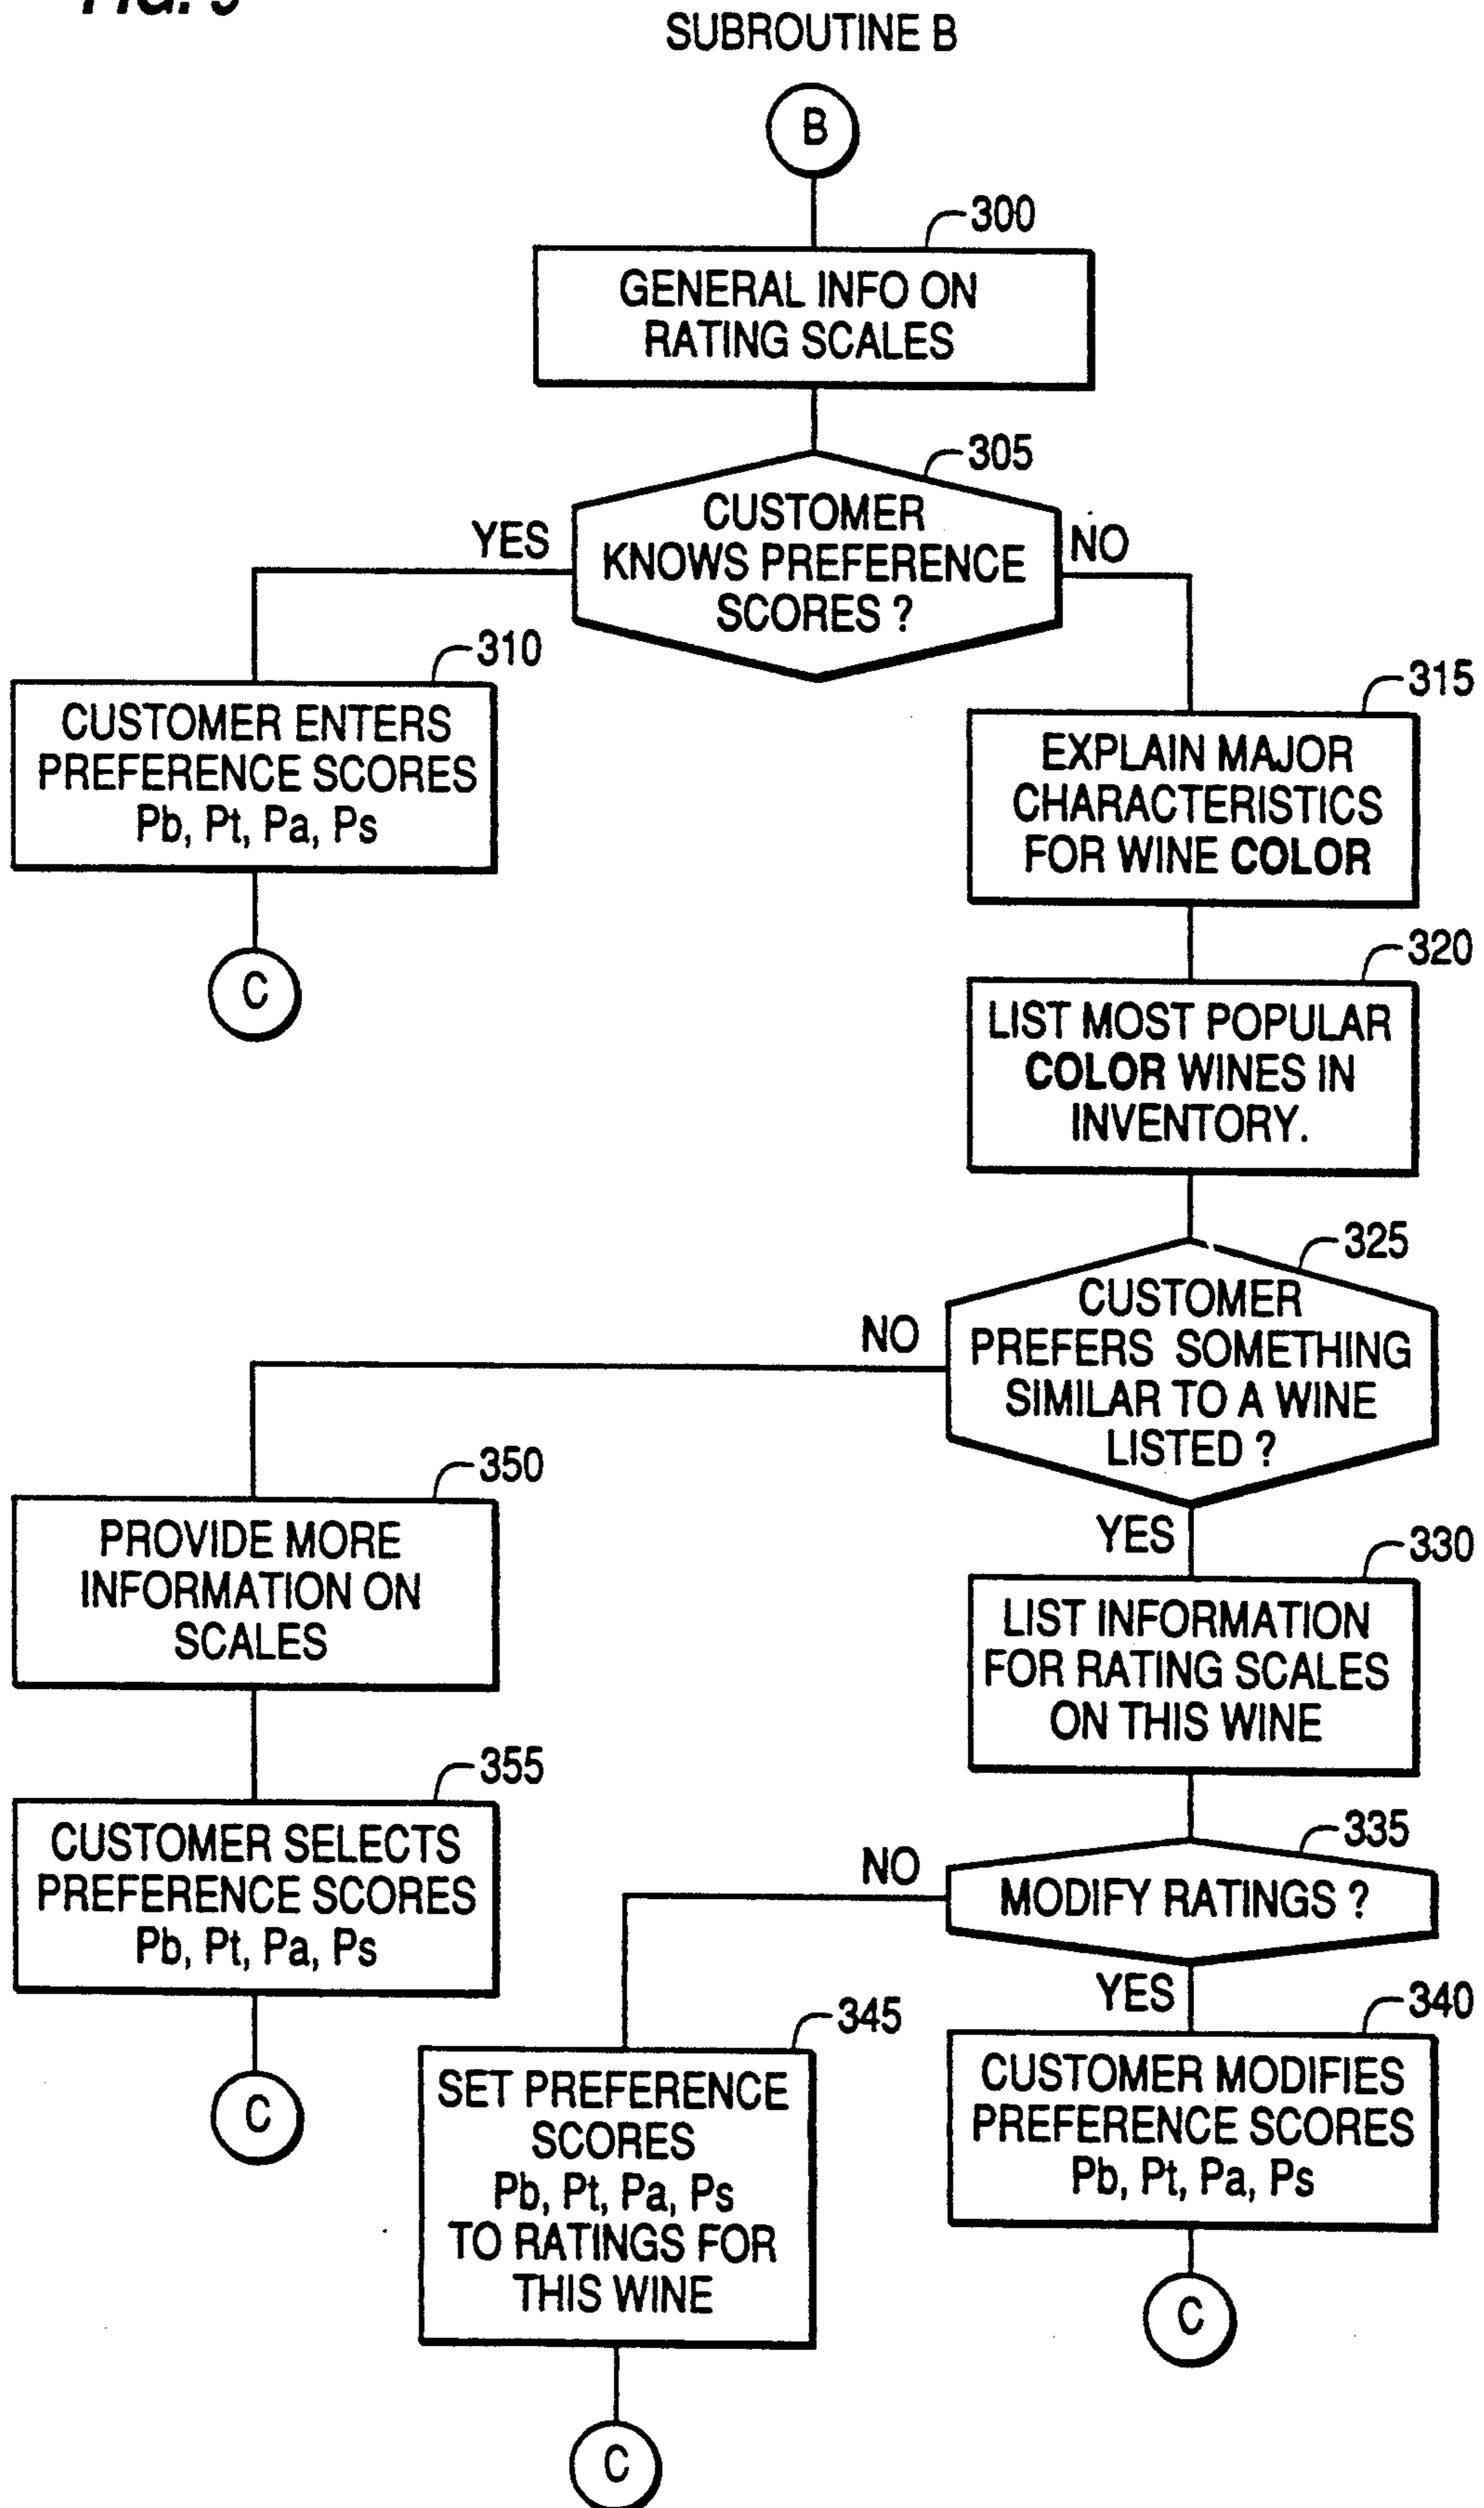 SUBROUTINE B
B
300
GENERAL INFO ON
RATING SCALES
305
CUSTOMER
KNOWS PREFERENCE
SCORES ?
YES
NO
310
CUSTOMER ENTERS
PREFERENCE SCORES
Pb, Pt, Pa, Ps
C
315
EXPLAIN MAJOR
CHARACTERISTICS
FOR WINE COLOR
320
LIST MOST POPULAR
COLOR WINES IN
INVENTORY.
325
CUSTOMER
PREFERS SOMETHING
SIMILAR TO A WINE
LISTED ?
NO
YES
350
PROVIDE MORE
INFORMATION ON
SCALES
355
CUSTOMER SELECTS
PREFERENCE SCORES
Pb, Pt, Pa, Ps
C
330
LIST INFORMATION
FOR RATING SCALES
ON THIS WINE
335
MODIFY RATINGS ?
NO
YES
345
SET PREFERENCE
SCORES
Pb, Pt, Pa, Ps
TO RATINGS FOR
THIS WINE
C
340
CUSTOMER MODIFIES
PREFERENCE SCORES
Pb, Pt, Pa, Ps
C